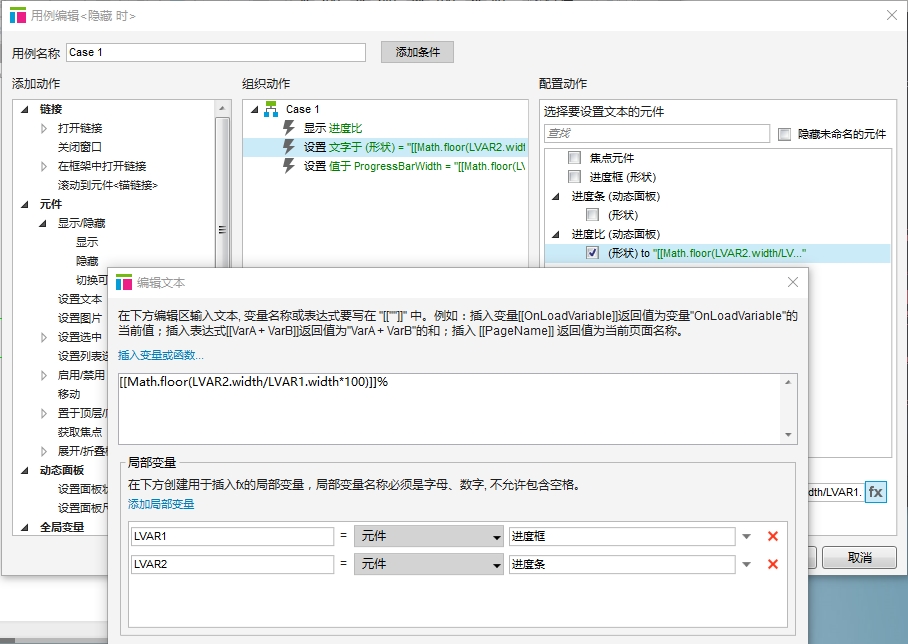 用例编辑<隐藏 时>
用例名称 Case 1 添加条件
添加动作 组织动作 配置动作
链接
打开链接
关闭窗口
在框架中打开链接
滚动到元件<锚链接>
元件
显示/隐藏
显示
隐藏
切换可
设置文本
设置图片
设置选中
设置列表选
启用/禁用
移动
置于顶层/
获取焦点
展开/折叠
动态面板
设置面板状
设置面板尺
全局变量
Case 1
显示 进度比
设置 文字于 (形状) = "[[Math.floor(LVAR2.widt
设置 值于 ProgressBarWidth = "[[Math.floor(L
选择要设置文本的元件
查找 隐藏未命名的元件
焦点元件
进度框 (形状)
进度条 (动态面板)
(形状)
进度比 (动态面板)
(形状) to "[[Math.floor(LVAR2.width/LV..."
dth/LVAR1. fx
取消
编辑文本
在下方编辑区输入文本, 变量名称或表达式要写在 "[[""]]" 中。例如：插入变量[[OnLoadVariable]]返回值为变量"OnLoadVariable"的
当前值；插入表达式[[VarA + VarB]]返回值为"VarA + VarB"的和；插入 [[PageName]] 返回值为当前页面名称。
插入变量或函数...
[[Math.floor(LVAR2.width/LVAR1.width*100)]]%
局部变量
在下方创建用于插入fx的局部变量，局部变量名称必须是字母、数字, 不允许包含空格。
添加局部变量
LVAR1 = 元件 进度框
LVAR2 = 元件 进度条